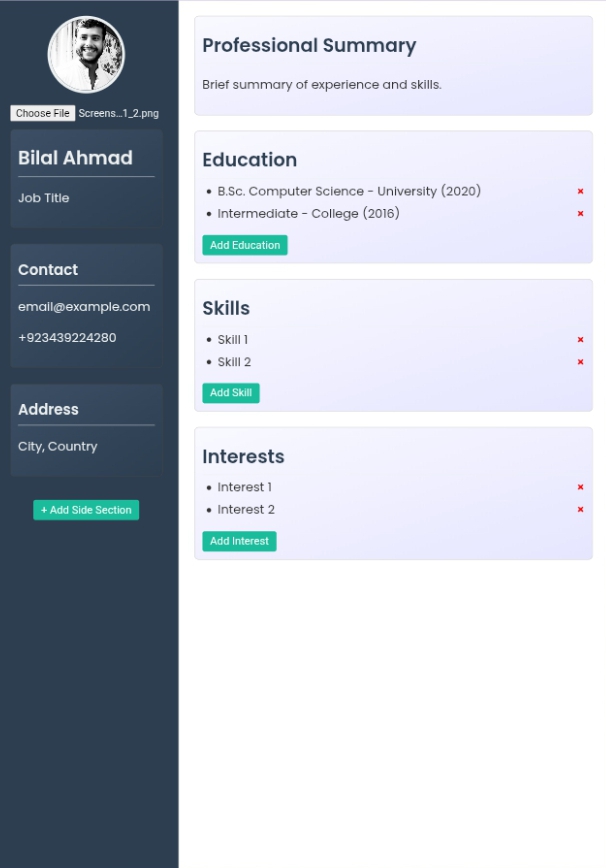 Choose File Screens...1_2.png
Bilal Ahmad
Job Title
Contact
email@example.com
+923439224280
Address
City, Country
+ Add Side Section
Professional Summary
Brief summary of experience and skills.
Education
• B.Sc. Computer Science - University (2020) ×
• Intermediate - College (2016) ×
Add Education
Skills
• Skill 1 ×
• Skill 2 ×
Add Skill
Interests
• Interest 1 ×
• Interest 2 ×
Add Interest